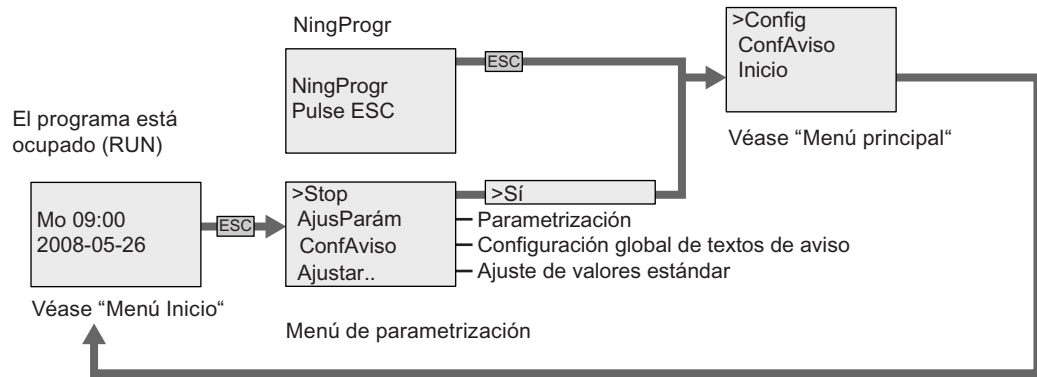 NingProgr
NingProgr
Pulse ESC
ESC
>Config
ConfAviso
Inicio
Véase “Menú principal“
El programa está
ocupado (RUN)
Mo 09:00
2008-05-26
Véase “Menú Inicio“
ESC
>Stop
AjusParám
ConfAviso
Ajustar..
>Sí
Parametrización
Configuración global de textos de aviso
Ajuste de valores estándar
Menú de parametrización